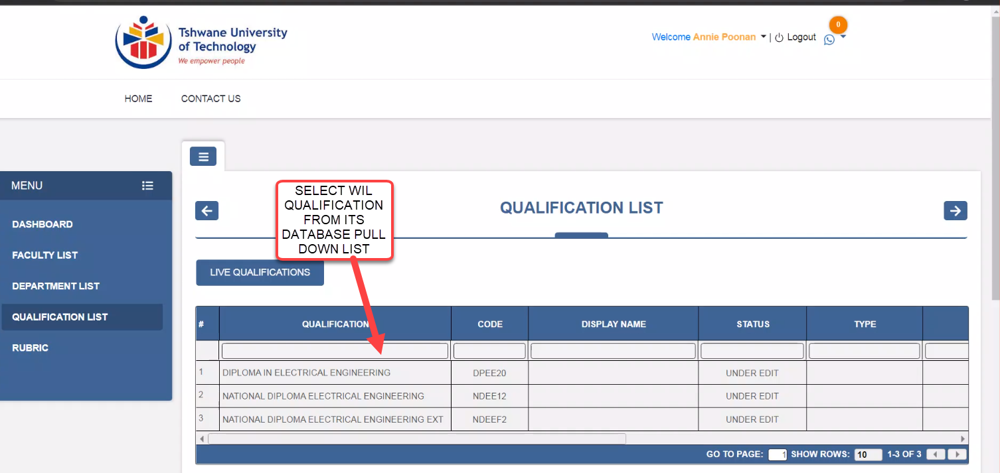 Tshwane University
of Technology
We empower people
Welcome Annie Poonan | Logout
0
HOME
CONTACT US
MENU
DASHBOARD
FACULTY LIST
DEPARTMENT LIST
QUALIFICATION LIST
RUBRIC
SELECT WIL
QUALIFICATION
FROM ITS
DATABASE PULL
DOWN LIST
QUALIFICATION LIST
LIVE QUALIFICATIONS
# QUALIFICATION CODE DISPLAY NAME STATUS TYPE
1 DIPLOMA IN ELECTRICAL ENGINEERING DPEE20 UNDER EDIT
2 NATIONAL DIPLOMA ELECTRICAL ENGINEERING NDEE12 UNDER EDIT
3 NATIONAL DIPLOMA ELECTRICAL ENGINEERING EXT NDEEF2 UNDER EDIT
GO TO PAGE: 1 SHOW ROWS: 10 1-3 OF 3